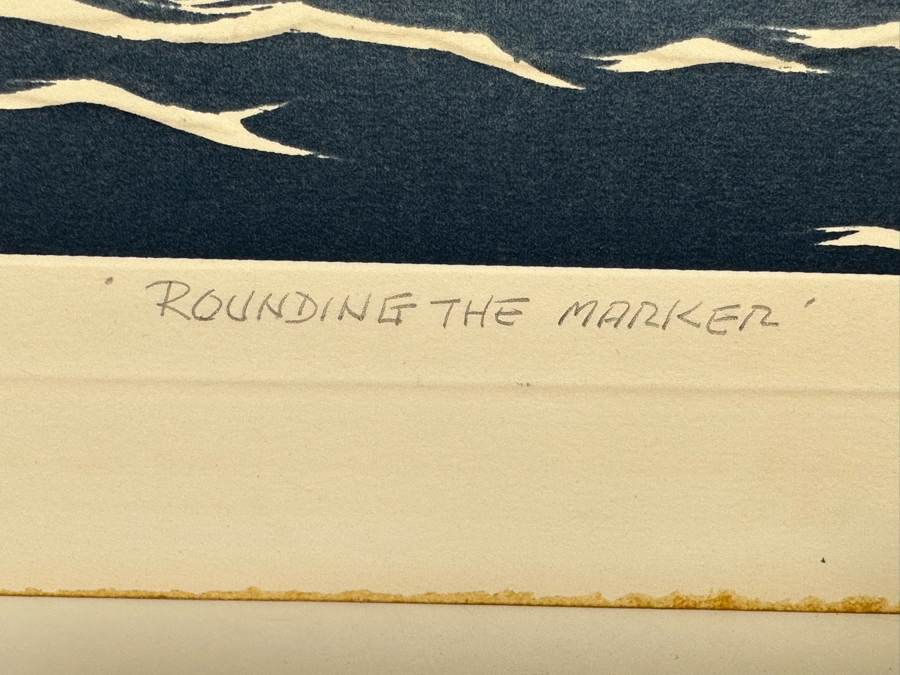 'ROUNDING THE MARKER'